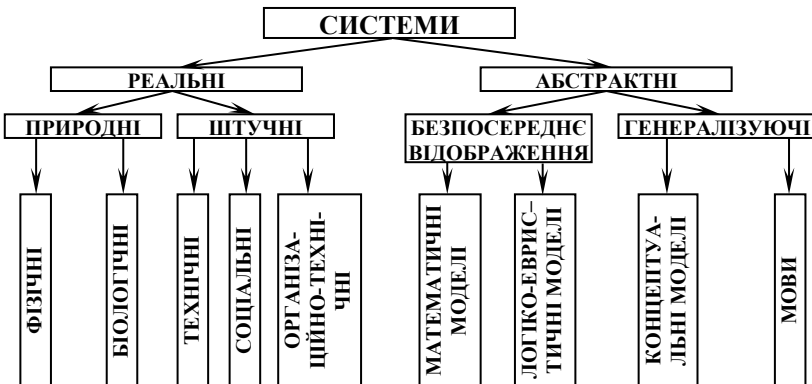 СИСТЕМИ
РЕАЛЬНІ
АБСТРАКТНІ
ПРИРОДНІ
ШТУЧНІ
БЕЗПОСЕРЕДНЄ
ВІДОБРАЖЕННЯ
ГЕНЕРАЛІЗУЮЧІ
ФІЗИЧНІ
БІОЛОГІЧНІ
ТЕХНІЧНІ
СОЦІАЛЬНІ
ОРГАНІЗА-
ЦІЙНО-ТЕХНІ-
ЧНІ
МАТЕМАТИЧНІ
МОДЕЛІ
ЛОГІКО-ЕВРИС–
ТИЧНІ МОДЕЛІ
КОНЦЕПТУА-
ЛЬНІ МОДЕЛІ
МОВИ